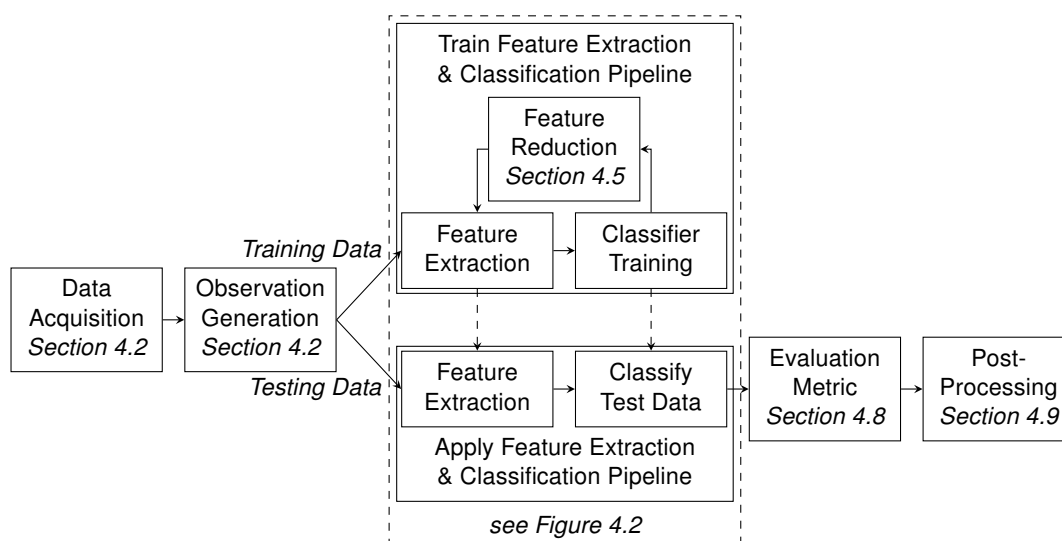 Train Feature Extraction
& Classification Pipeline
Feature
Reduction
Section 4.5
Training Data
Feature
Extraction
Classifier
Training
Data
Acquisition
Section 4.2
Observation
Generation
Section 4.2
Testing Data
Feature
Extraction
Classify
Test Data
Evaluation
Metric
Section 4.8
Post-
Processing
Section 4.9
Apply Feature Extraction
& Classification Pipeline
see Figure 4.2